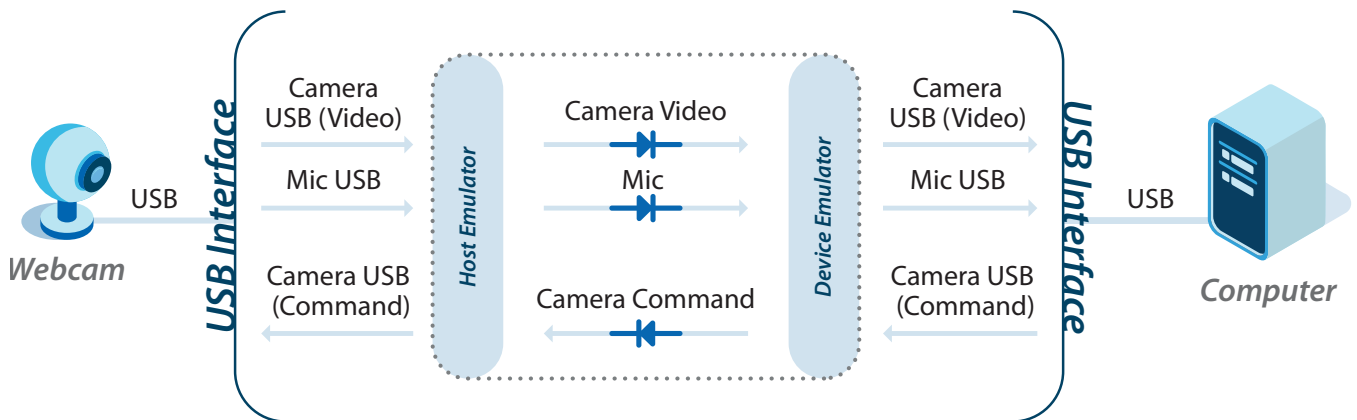 Webcam
USB
USB Interface
Camera
USB (Video)
Mic USB
Camera USB
(Command)
Host Emulator
Camera Video
Mic
Camera Command
Device Emulator
Camera
USB (Video)
Mic USB
Camera USB
(Command)
USB Interface
USB
Computer